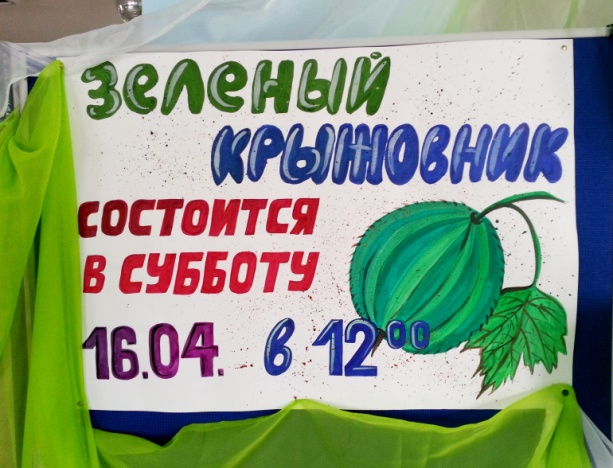 зеленый
крыжовник
состоится
в субботу
16.04. в 12⁰⁰